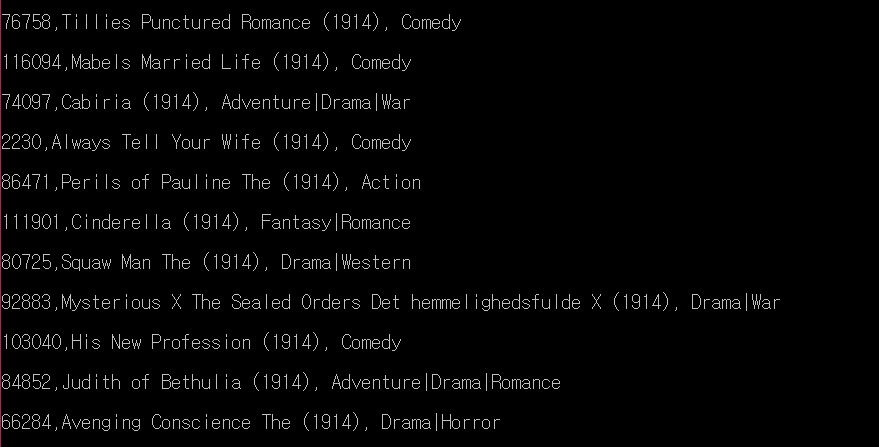 76758,Tillies Punctured Romance (1914), Comedy
116094,Mabels Married Life (1914), Comedy
74097,Cabiria (1914), Adventure|Drama|War
2230,Always Tell Your Wife (1914), Comedy
86471,Perils of Pauline The (1914), Action
111901,Cinderella (1914), Fantasy|Romance
80725,Squaw Man The (1914), Drama|Western
92883,Mysterious X The Sealed Orders Det hemmelighedsfulde X (1914), Drama|War
103040,His New Profession (1914), Comedy
84852,Judith of Bethulia (1914), Adventure|Drama|Romance
66284,Avenging Conscience The (1914), Drama|Horror